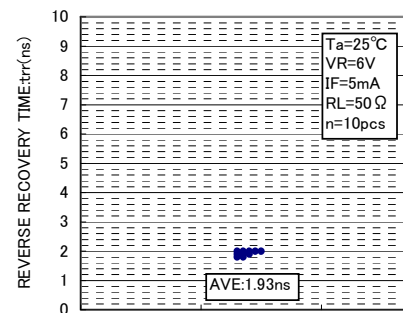 10
9
8
7
6
5
4
3
2
1
0
REVERSE RECOVERY TIME:trr(ns)
Ta=25℃
VR=6V
IF=5mA
RL=50Ω
n=10pcs
AVE:1.93ns